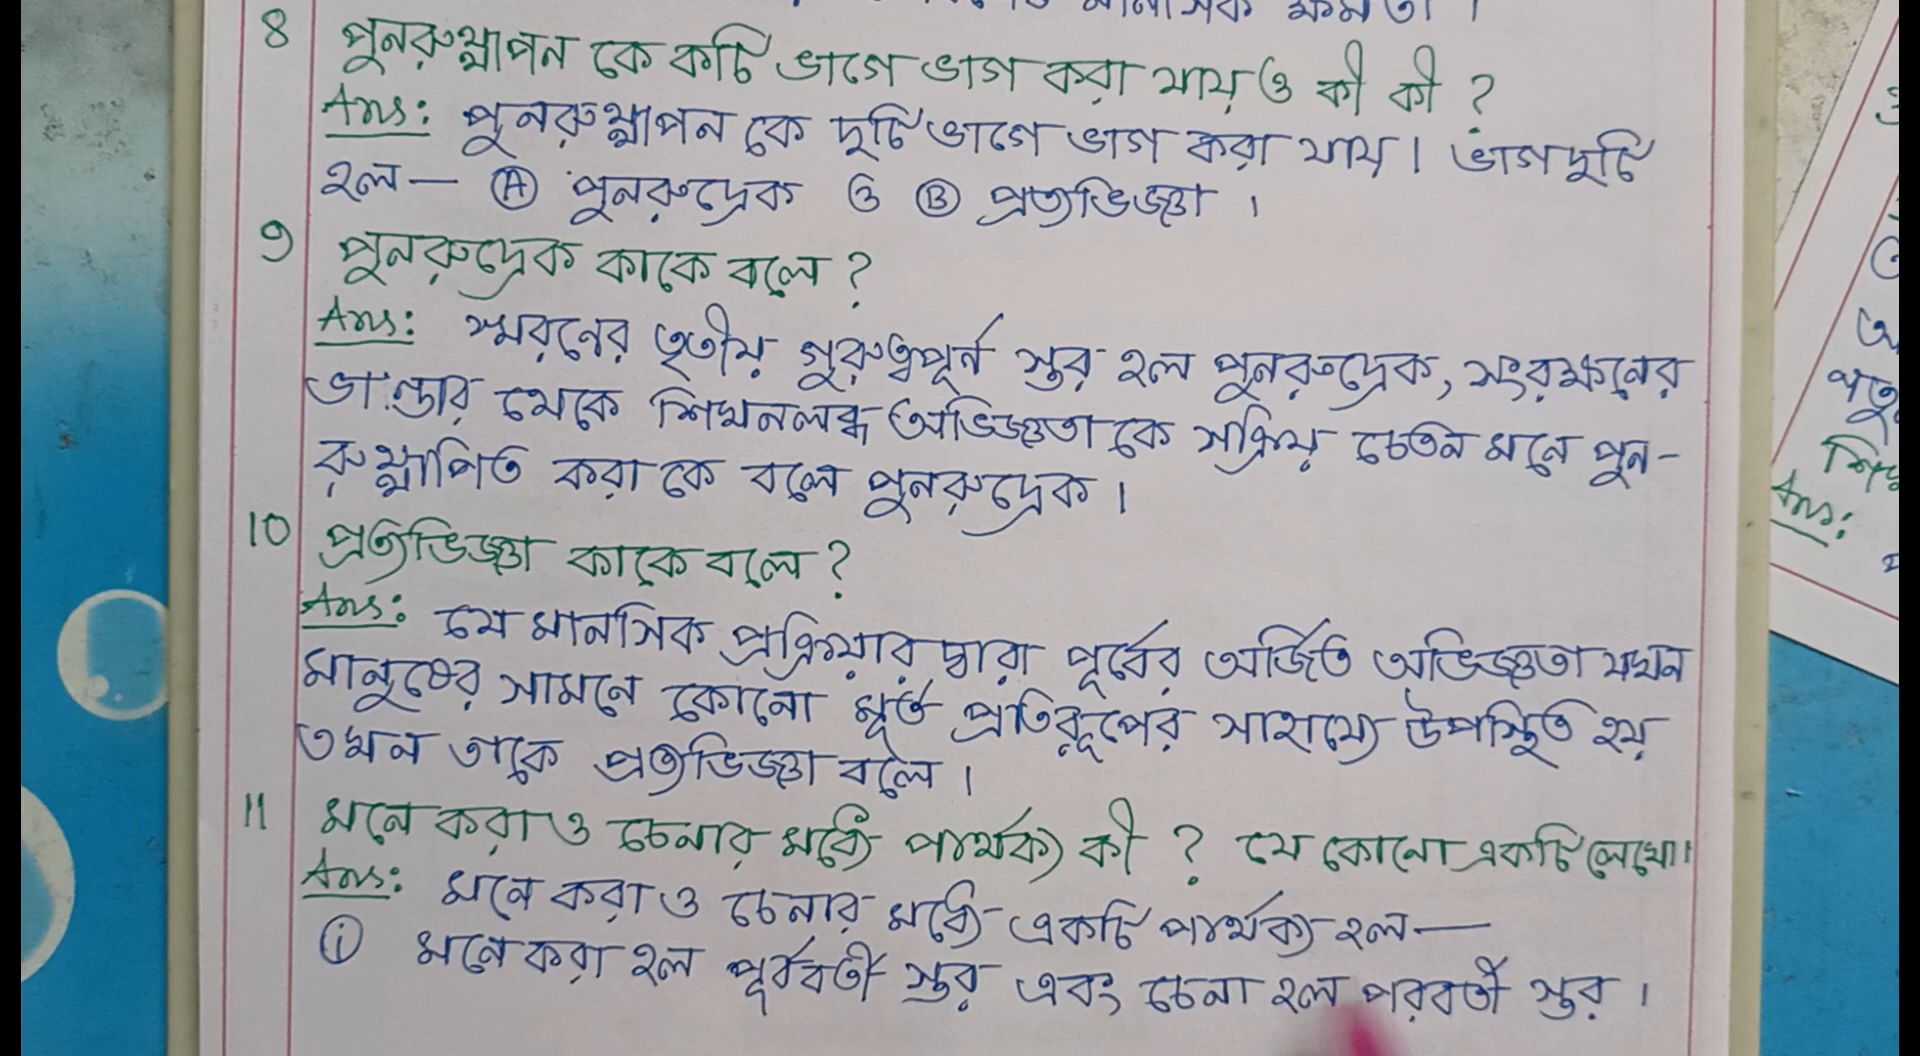 মানসিক ক্ষমতা ।
8 পুনরুত্থাপন কে কটি ভাগে ভাগ করা যায় ও কী কী ?
Ans: পুনরুত্থাপন কে দুটি ভাগে ভাগ করা যায় । ভাগ দুটি
হল — Ⓐ পুনরুদ্রেক ও Ⓑ প্রত্যভিজ্ঞা ।
9 পুনরুদ্রেক কাকে বলে ?
Ans: স্মরনের তৃতীয় গুরুত্বপূর্ন স্তর হল পুনরুদ্রেক, সংরক্ষনের
ভান্ডার থেকে শিখনলব্ধ অভিজ্ঞতা কে সক্রিয় চেতন মনে পুন-
রুত্থাপিত করা কে বলে পুনরুদ্রেক ।
10 প্রত্যভিজ্ঞা কাকে বলে ?
Ans: যে মানসিক প্রক্রিয়ার দ্বারা পূর্বের অর্জিত অভিজ্ঞতা যখন
মানুষের সামনে কোনো মূর্ত প্রতিরূপের সাহায্যে উপস্থিত হয়
তখন তাকে প্রত্যভিজ্ঞা বলে ।
11 মনে করা ও চেনার মধ্যে পার্থক্য কী ? যে কোনো একটি লেখো।
Ans: মনে করা ও চেনার মধ্যে একটি পার্থক্য হল —
ⓘ মনে করা হল পূর্ববর্তী স্তর এবং চেনা হল পরবর্তী স্তর ।
Ans: